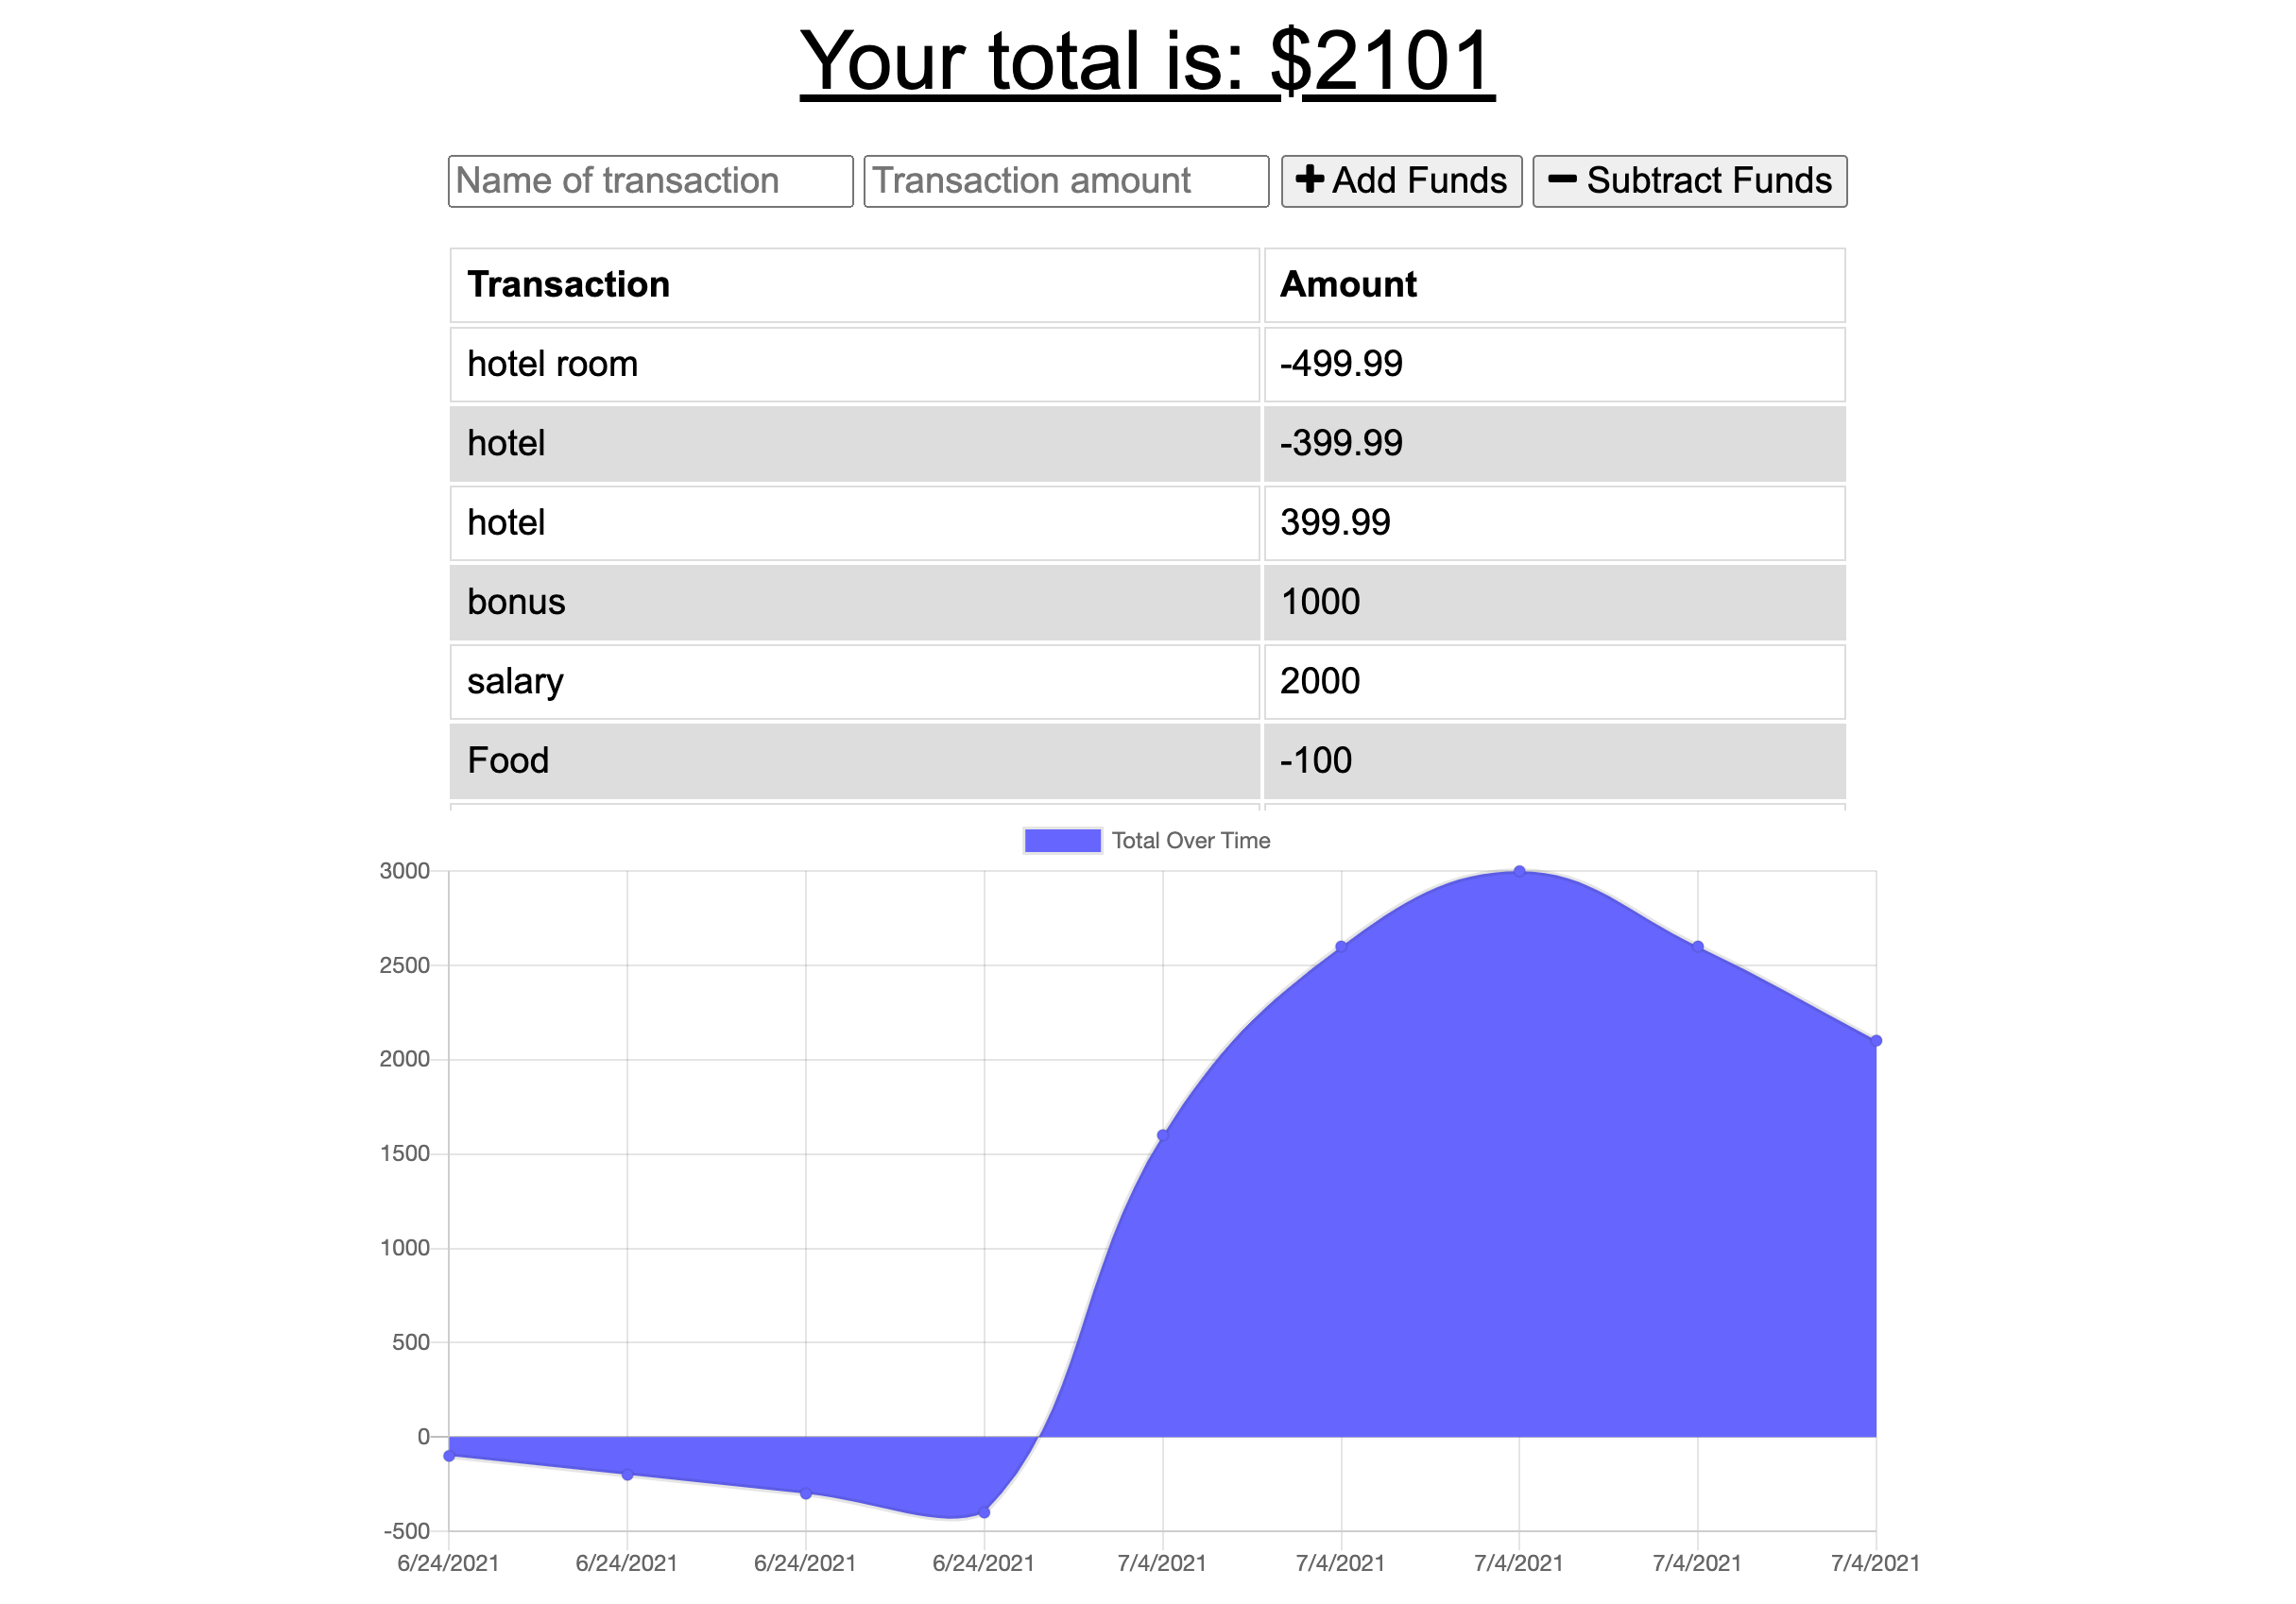 Your total is: $2101
Name of transaction Transaction amount Add Funds Subtract Funds
Transaction Amount
hotel room -499.99
hotel -399.99
hotel 399.99
bonus 1000
salary 2000
Food -100
Total Over Time
3000
2500
2000
1500
1000
500
0
-500
6/24/2021 6/24/2021 6/24/2021 6/24/2021 7/4/2021 7/4/2021 7/4/2021 7/4/2021 7/4/2021